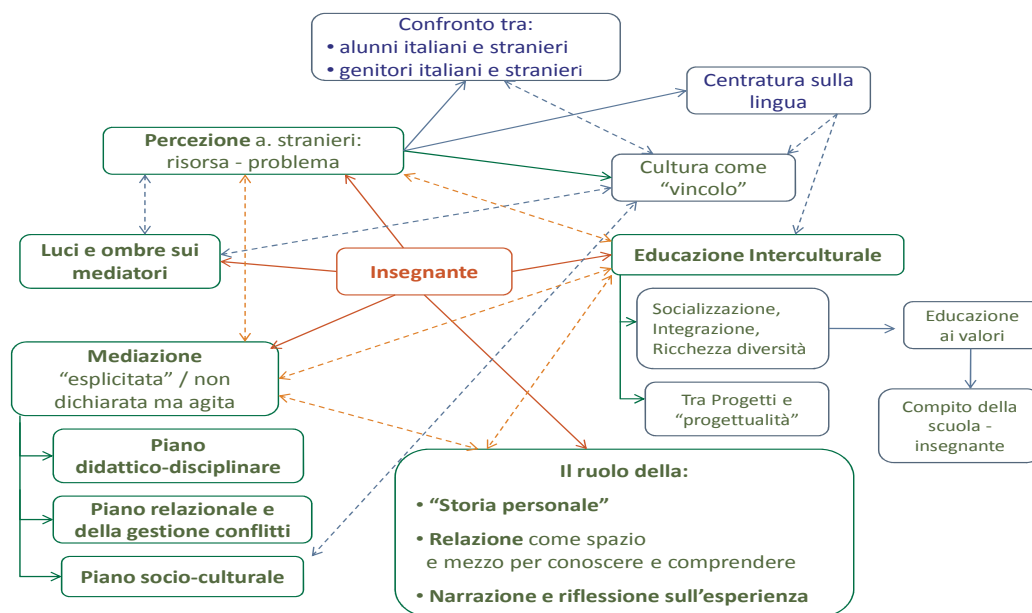 Confronto tra:
• alunni italiani e stranieri
• genitori italiani e stranieri
Centratura sulla
lingua
Percezione a. stranieri:
risorsa - problema
Cultura come
“vincolo”
Luci e ombre sui
mediatori
Insegnante
Educazione Interculturale
Socializzazione,
Integrazione,
Ricchezza diversità
Educazione
ai valori
Mediazione
“esplicitata” / non
dichiarata ma agita
Tra Progetti e
“progettualità”
Compito della
scuola -
insegnante
Piano
didattico-disciplinare
Piano relazionale e
della gestione conflitti
Piano socio-culturale
Il ruolo della:
• “Storia personale”
• Relazione come spazio
e mezzo per conoscere e comprendere
• Narrazione e riflessione sull’esperienza